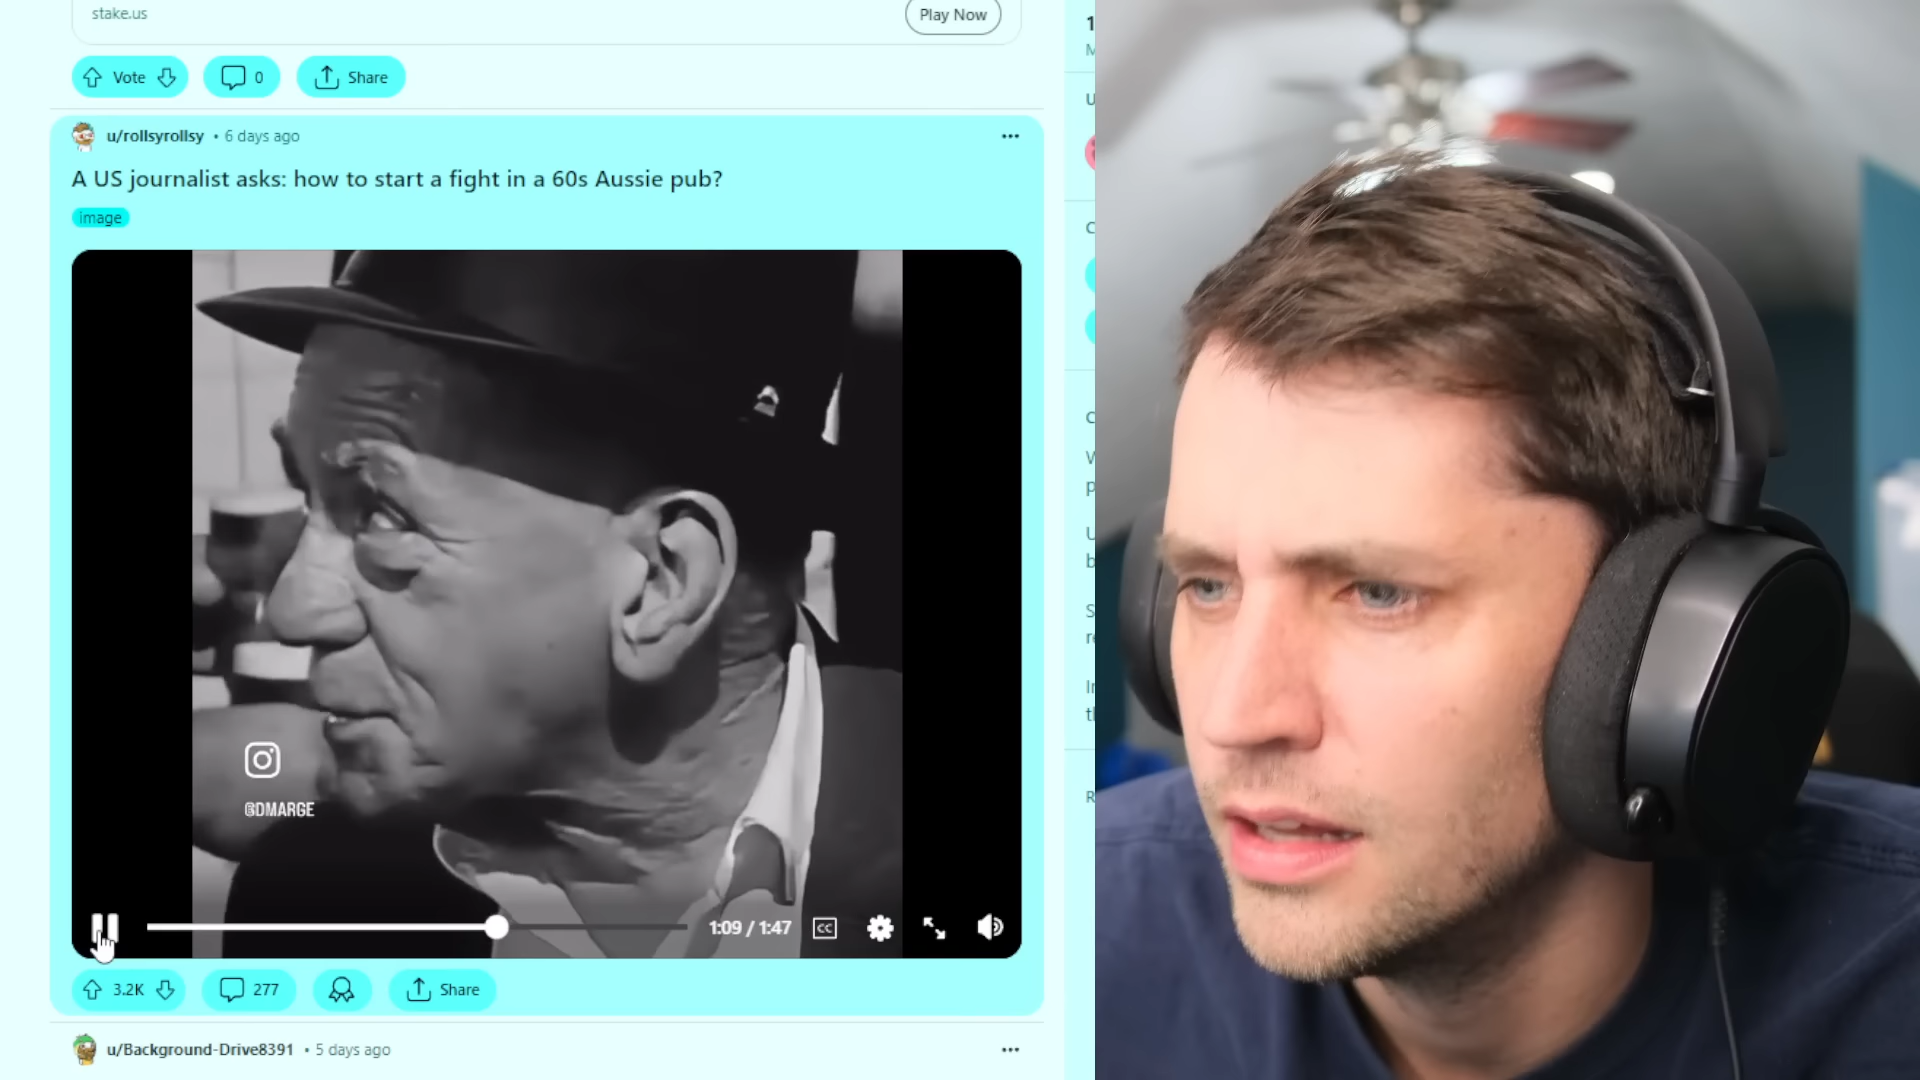 stake.us
Play Now
Vote
0
Share
u/rollsyrollsy • 6 days ago
A US journalist asks: how to start a fight in a 60s Aussie pub?
image
@DMARGE
1:09 / 1:47
CC
3.2K
277
Share
u/Background-Drive8391 • 5 days ago